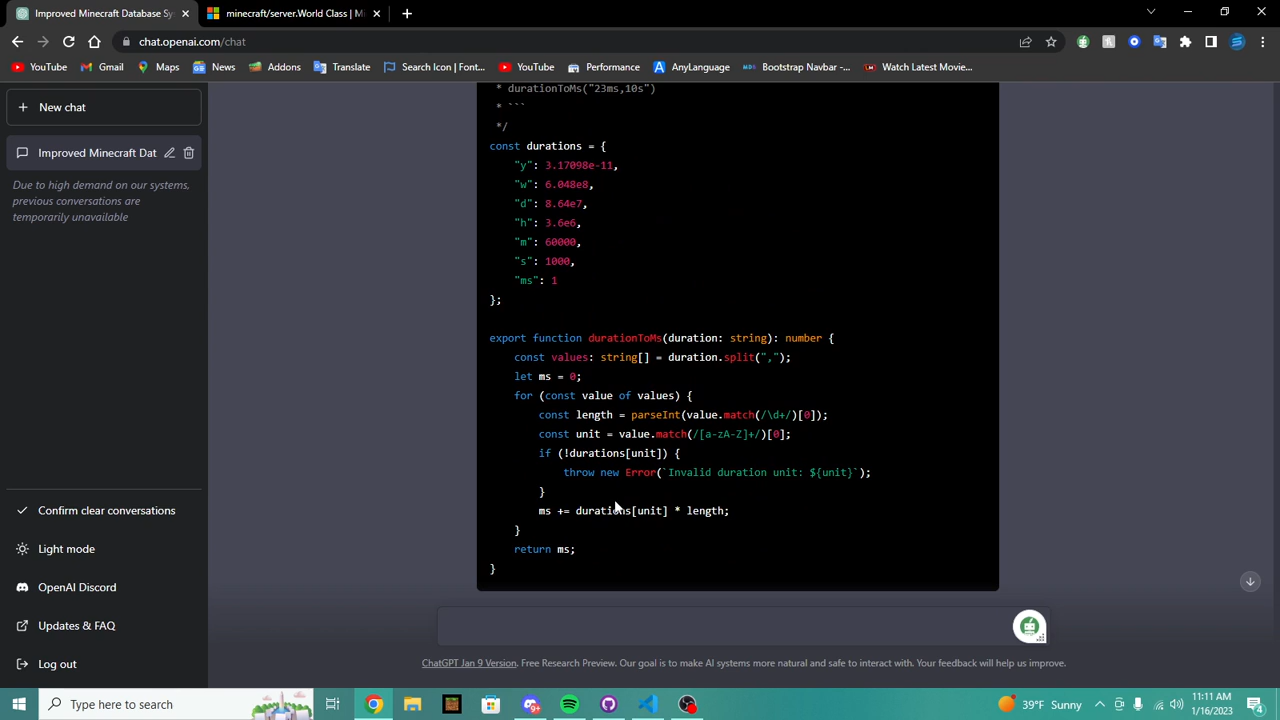 Improved Minecraft Database Sy
minecraft/server.World Class | M
chat.openai.com/chat
YouTube Gmail Maps News Addons Translate Search Icon | Font... YouTube Performance AnyLanguage Bootstrap Navbar -... Watch Latest Movie...
New chat
Improved Minecraft Dat
Due to high demand on our systems,
previous conversations are
temporarily unavailable
* durationToMs("23ms,10s")
* ```
*/
const durations = {
"y": 3.17098e-11,
"w": 6.048e8,
"d": 8.64e7,
"h": 3.6e6,
"m": 60000,
"s": 1000,
"ms": 1
};
export function durationToMs(duration: string): number {
const values: string[] = duration.split(",");
let ms = 0;
for (const value of values) {
const length = parseInt(value.match(/\d+/)[0]);
const unit = value.match(/[a-zA-Z]+/)[0];
if (!durations[unit]) {
throw new Error(`Invalid duration unit: ${unit}`);
}
ms += durations[unit] * length;
}
return ms;
}
Confirm clear conversations
Light mode
OpenAI Discord
Updates & FAQ
Log out
ChatGPT Jan 9 Version. Free Research Preview. Our goal is to make AI systems more natural and safe to interact with. Your feedback will help us improve.
Type here to search
39°F Sunny
11:11 AM
1/16/2023
4